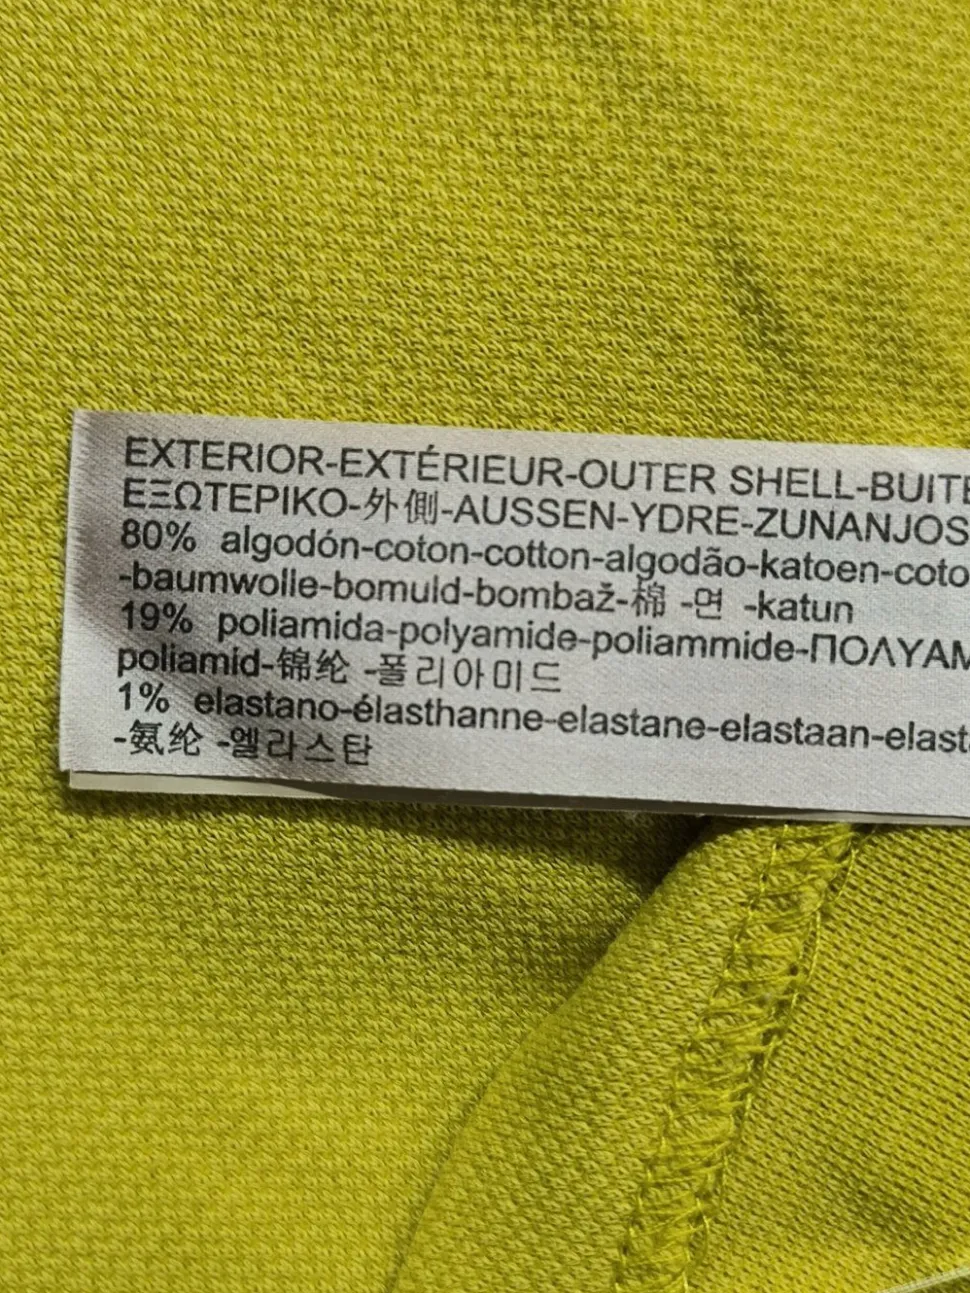 EXTERIOR-EXTÉRIEUR-OUTER SHELL-BUITE
ΕΞΩΤΕΡΙΚΟ-外側-AUSSEN-YDRE-ZUNANJOS
80% algodón-coton-cotton-algodão-katoen-coto
-baumwolle-bomuld-bombaž-棉 -면 -katun
19% poliamida-polyamide-poliammide-ΠΟΛΥΑΜ
poliamid-锦纶 -폴리아미드
1% elastano-élasthanne-elastane-elastaan-elast
-氨纶 -엘라스탄